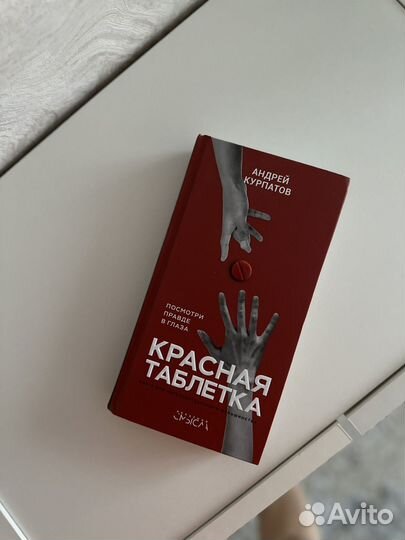 АНДРЕЙ
КУРПАТОВ
ПОСМОТРИ
ПРАВДЕ
В ГЛАЗА
КРАСНАЯ
ТАБЛЕТКА
Avito